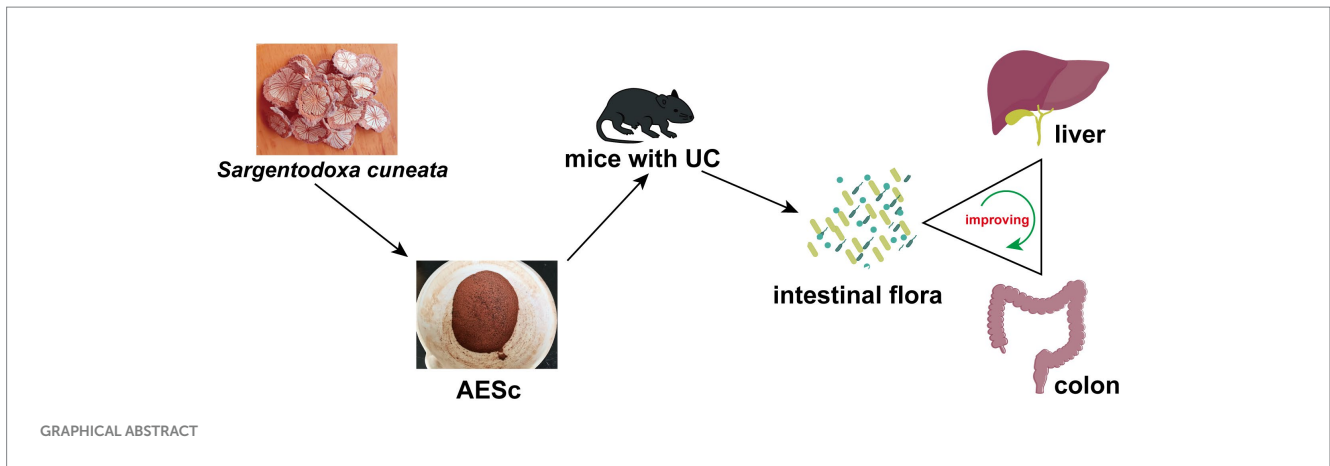 Sargentodoxa cuneata
AESc
mice with UC
intestinal flora
improving
liver
colon
GRAPHICAL ABSTRACT